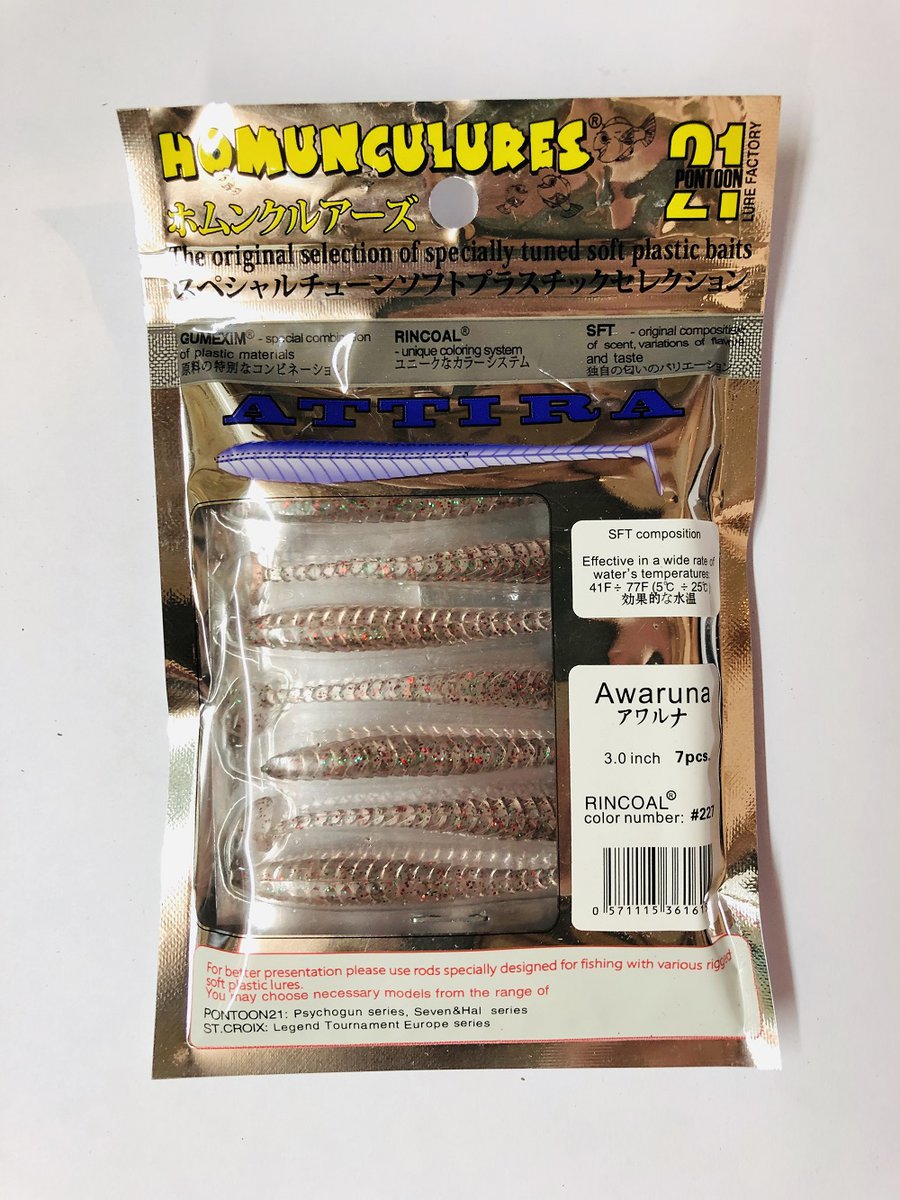 HOMUNCULURES®
21
PONTOON
LURE FACTORY
ホムンクルアーズ
The original selection of specially tuned soft plastic baits
スペシャルチューンソフトプラスチックセレクション
GUMEXIM® - special combination
of plastic materials
原料の特別なコンビネーショ
RINCOAL®
- unique coloring system
ユニークなカラーシステム
SFT - original compositi
of scent, variations of flavor
and taste
独自の匂いのバリエーション
ATTIRA
SFT composition
Effective in a wide rate of
water's temperatures:
41F ÷ 77F (5℃ ÷ 25℃)
効果的な水温
Awaruna
アワルナ
3.0 inch 7pcs.
RINCOAL®
color number: #227
0 571115 36161
For better presentation please use rods specially designed for fishing with various rigged
soft plastic lures.
You may choose necessary models from the range of
PONTOON21: Psychogun series, Seven&Hal series
ST.CROIX: Legend Tournament Europe series